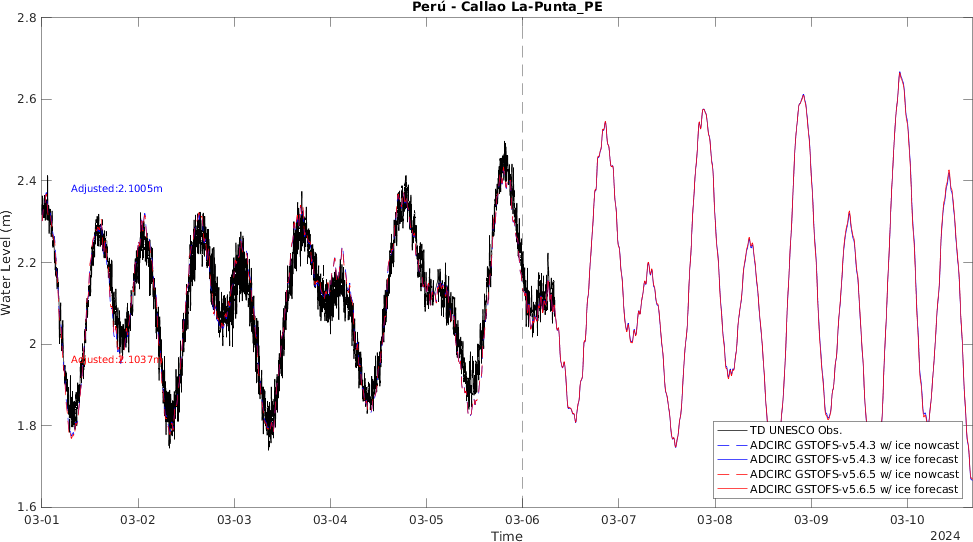 Perú - Callao La-Punta_PE
Water Level (m)
2.8
2.6
2.4
2.2
2
1.8
1.6
Adjusted:2.1005m
Adjusted:2.1037m
TD UNESCO Obs.
ADCIRC GSTOFS-v5.4.3 w/ ice nowcast
ADCIRC GSTOFS-v5.4.3 w/ ice forecast
ADCIRC GSTOFS-v5.6.5 w/ ice nowcast
ADCIRC GSTOFS-v5.6.5 w/ ice forecast
03-01 03-02 03-03 03-04 03-05 03-06 03-07 03-08 03-09 03-10
Time
2024